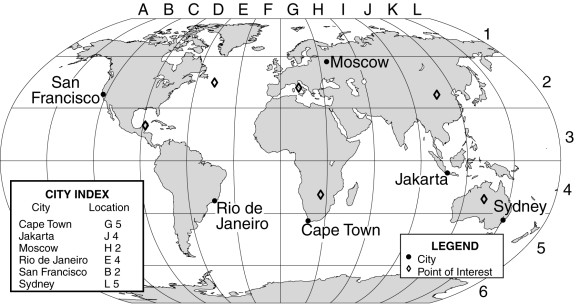 A B C D E F G H I J K L
1
Moscow
San
Francisco
2
3
Jakarta
4
Rio de
Janeiro
Sydney
Cape Town
5
6
CITY INDEX
City Location
Cape Town G 5
Jakarta J 4
Moscow H 2
Rio de Janeiro E 4
San Francisco B 2
Sydney L 5
LEGEND
City
Point of Interest